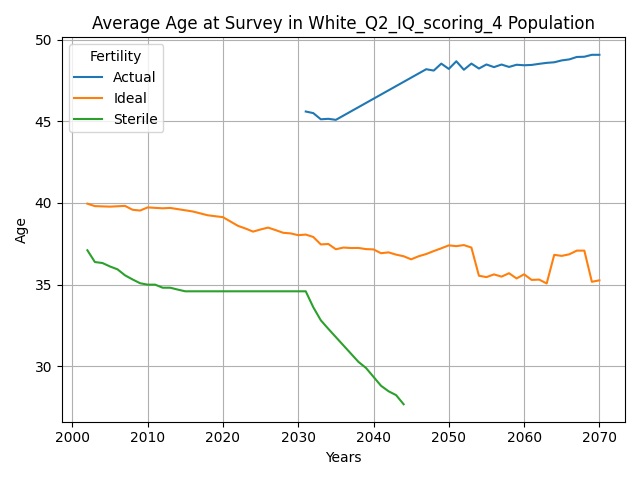 Average Age at Survey in White_Q2_IQ_scoring_4 Population
Fertility
Actual
Ideal
Sterile
50
45
40
35
30
Age
2000 2010 2020 2030 2040 2050 2060 2070
Years